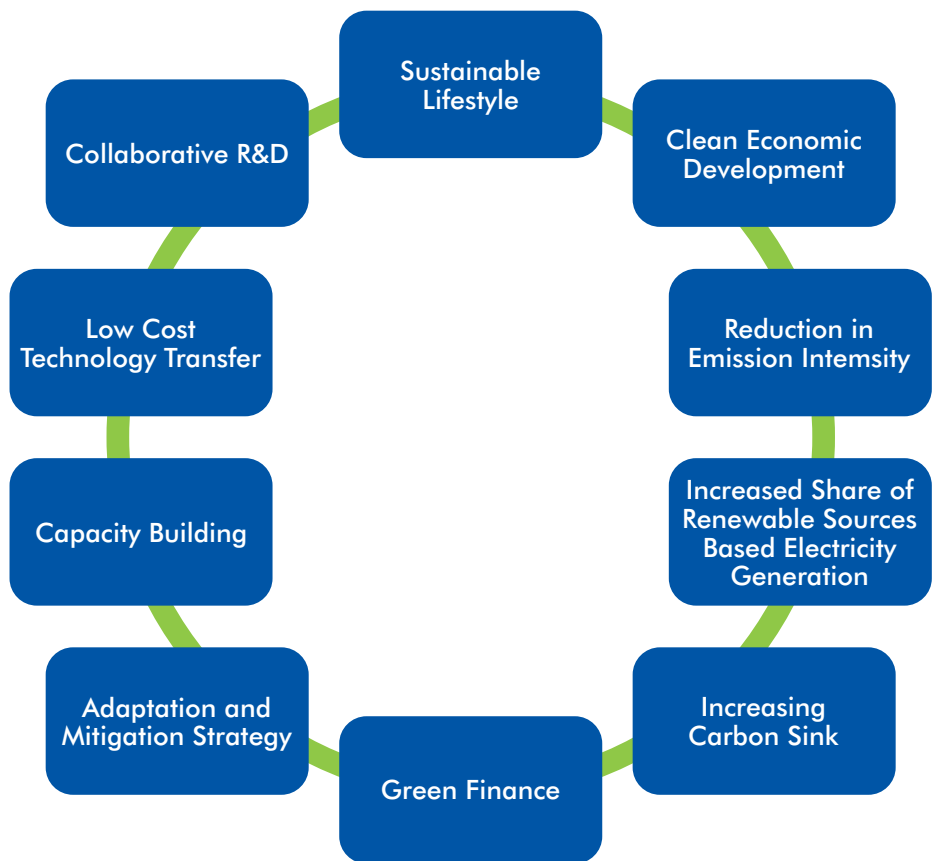 Sustainable
Lifestyle
Clean Economic
Development
Reduction in
Emission Intemsity
Increased Share of
Renewable Sources
Based Electricity
Generation
Increasing
Carbon Sink
Green Finance
Adaptation and
Mitigation Strategy
Capacity Building
Low Cost
Technology Transfer
Collaborative R&D